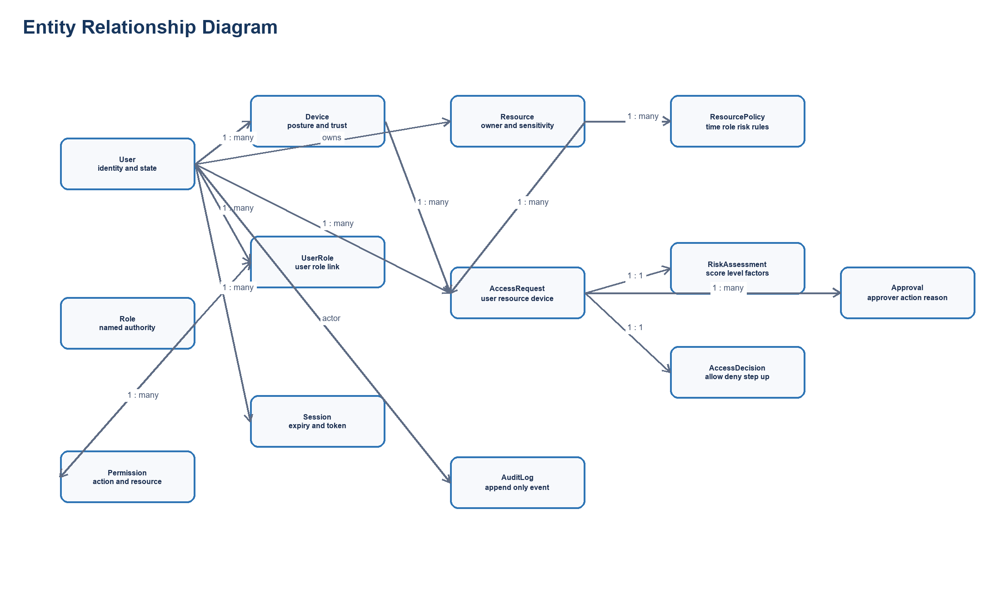 Entity Relationship Diagram
Device
posture and trust
Resource
owner and sensitivity
1 : many
ResourcePolicy
time role risk rules
1 : many
owns
User
identity and state
1 : many
1 : many
1 : many
1 : many
UserRole
user role link
RiskAssessment
score level factors
1 : 1
1 : many
1 : many
AccessRequest
user resource device
Approval
approver action reason
Role
named authority
actor
1 : 1
AccessDecision
allow deny step up
1 : many
Session
expiry and token
Permission
action and resource
AuditLog
append only event